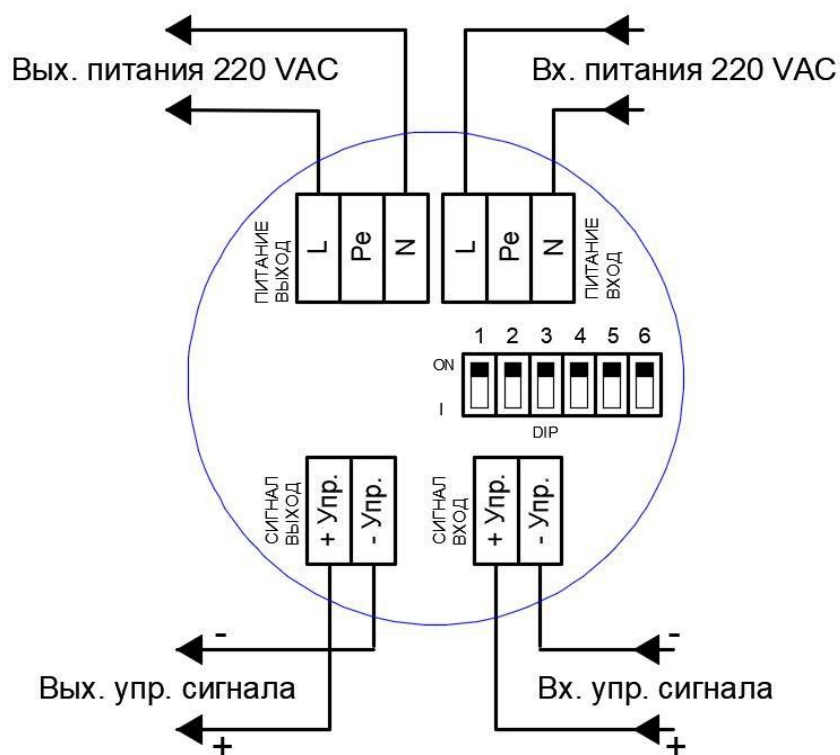 Вых. питания 220 VAC
Вх. питания 220 VAC
ПИТАНИЕ
ВЫХОД
L
Pe
N
L
Pe
N
ПИТАНИЕ
ВХОД
1 2 3 4 5 6
ON
I
DIP
СИГНАЛ
ВЫХОД
+ Упр.
- Упр.
СИГНАЛ
ВХОД
+ Упр.
- Упр.
-
Вых. упр. сигнала
+
-
Вх. упр. сигнала
+